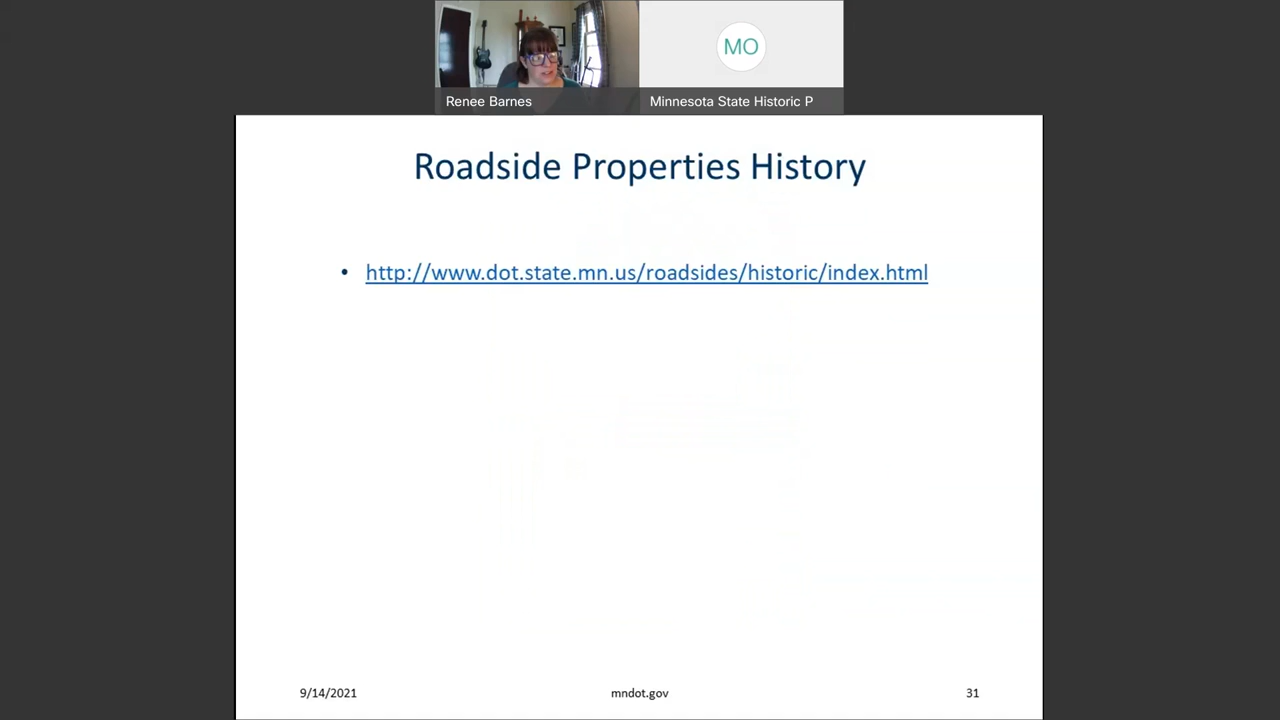 MO
Renee Barnes
Minnesota State Historic P
Roadside Properties History
• http://www.dot.state.mn.us/roadsides/historic/index.html
9/14/2021
mndot.gov
31